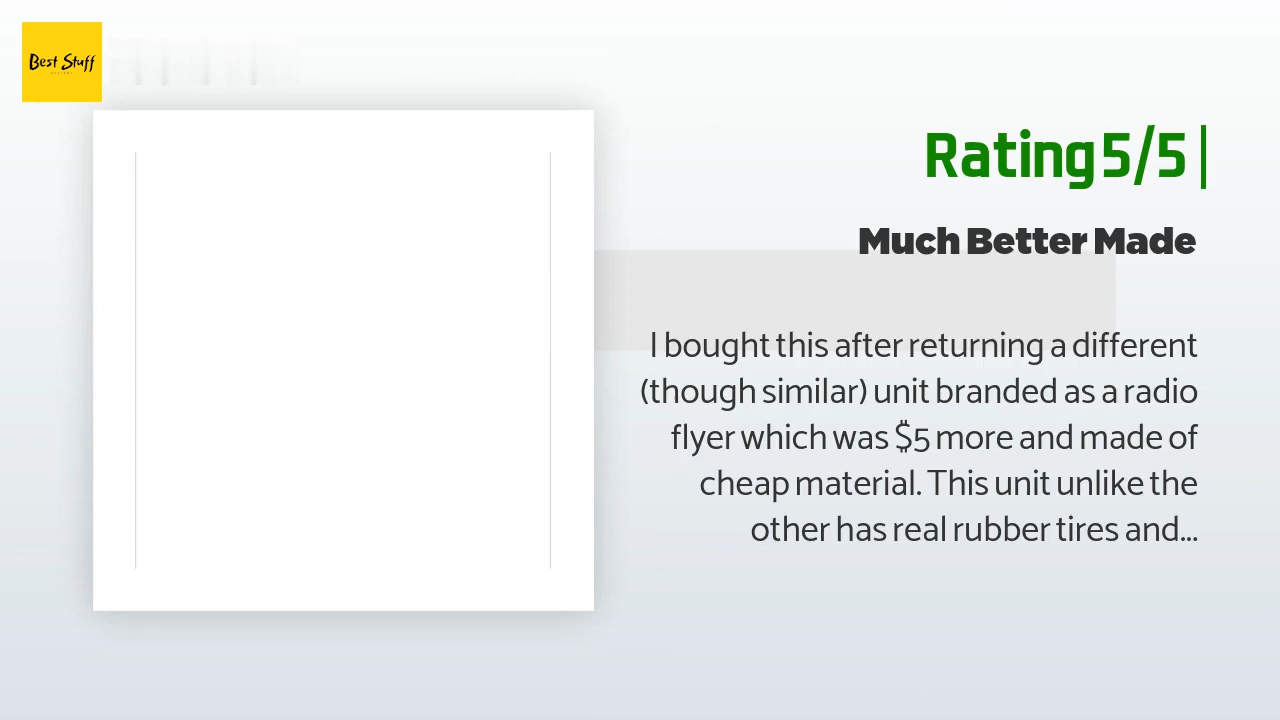 Best Stuff
Rating 5/5 |
Much Better Made
I bought this after returning a different
(though similar) unit branded as a radio
flyer which was $5 more and made of
cheap material. This unit unlike the
other has real rubber tires and...